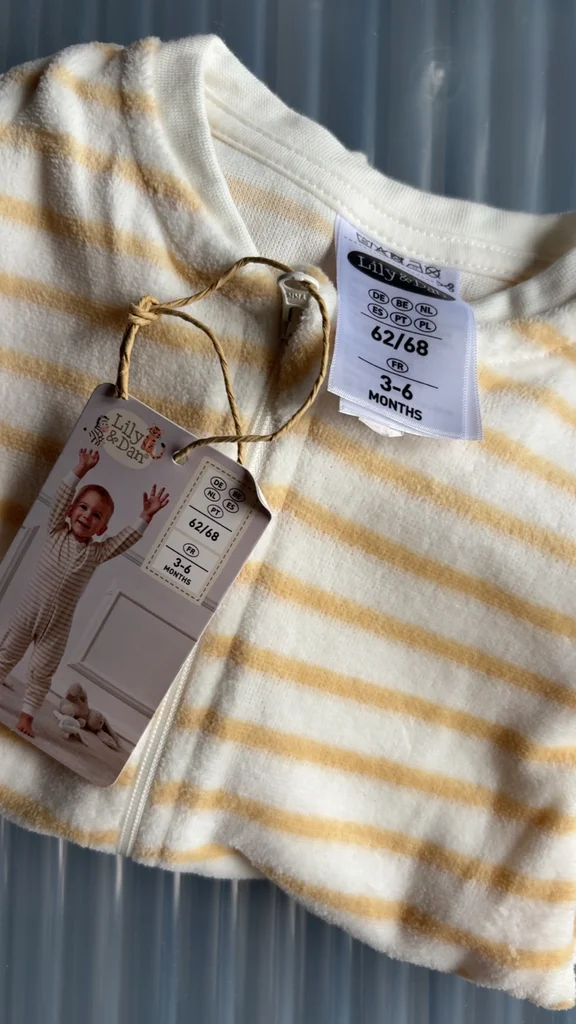 Lily & Dan
DE BE NL
ES PT PL
62/68
FR
3-6
MONTHS
Lily
& Dan
DE BE
NL ES
PT
62/68
FR
3-6
MONTHS